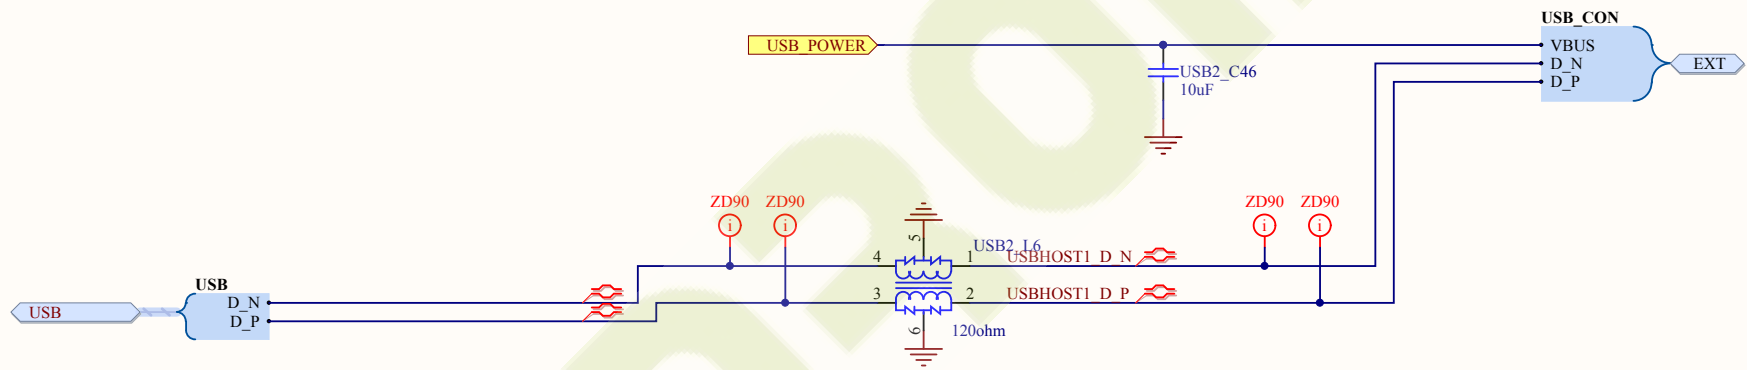 USB_CON
USB_POWER
VBUS
D_N
EXT
D_P
USB2_C46
10uF
ZD90
ZD90
ZD90
ZD90
i
i
i
i
5
USB2_L6
4
1
USBHOST1_D_N
USB
D_N
3
2
USBHOST1_D_P
USB
D_P
6
120ohm